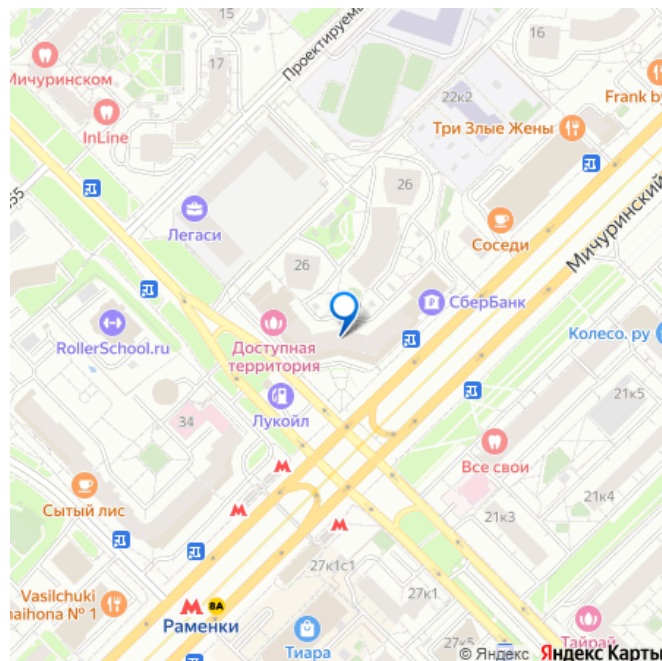 15
16
17
Проектируемы
Мичуринском
InLine
22к2
Frank by
Три Злые Жены
55
Легаси
26
26
Соседи
Мичуринский
СберБанк
RollerSchool.ru
Доступная
территория
Колесо. ру
Лукойл
21к5
34
Все свои
Сытый лис
21к4
21к3
27к1с1
27к1
Vasilchuki
naihona № 1
8А
Раменки
Тиара
27к5
Тайрай
© Яндекс Яндекс Карты